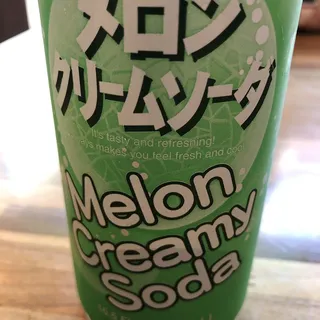 メロン
クリームソーダ
It's tasty and refreshing!
makes you feel fresh and cool
Melon
Creamy
Soda